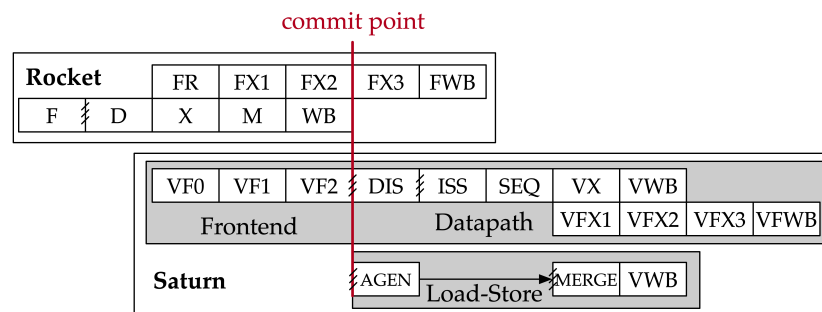 commit point
Rocket FR FX1 FX2 FX3 FWB
F D X M WB
VF0 VF1 VF2 DIS ISS SEQ VX VWB
Frontend Datapath VFX1 VFX2 VFX3 VFWB
Saturn AGEN Load-Store MERGE VWB